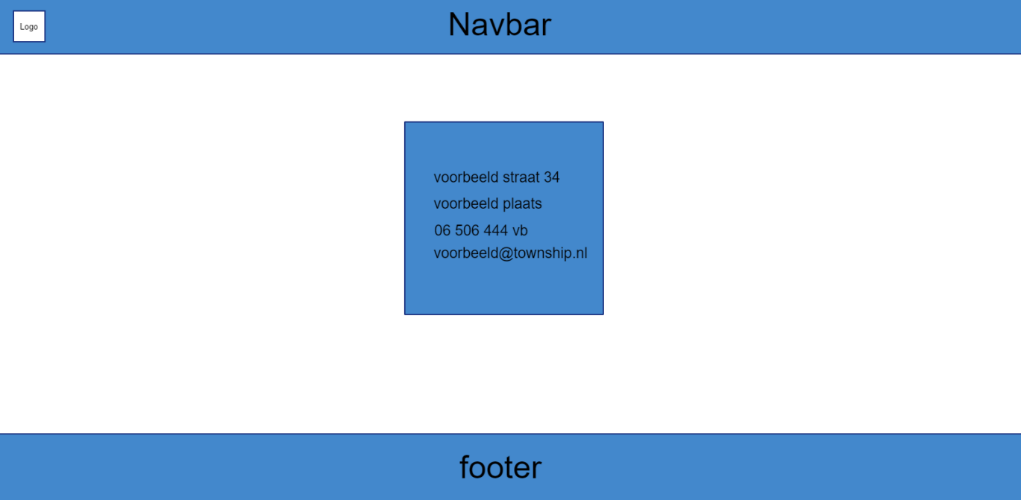 Logo
Navbar
voorbeeld straat 34
voorbeeld plaats
06 506 444 vb
voorbeeld@township.nl
footer